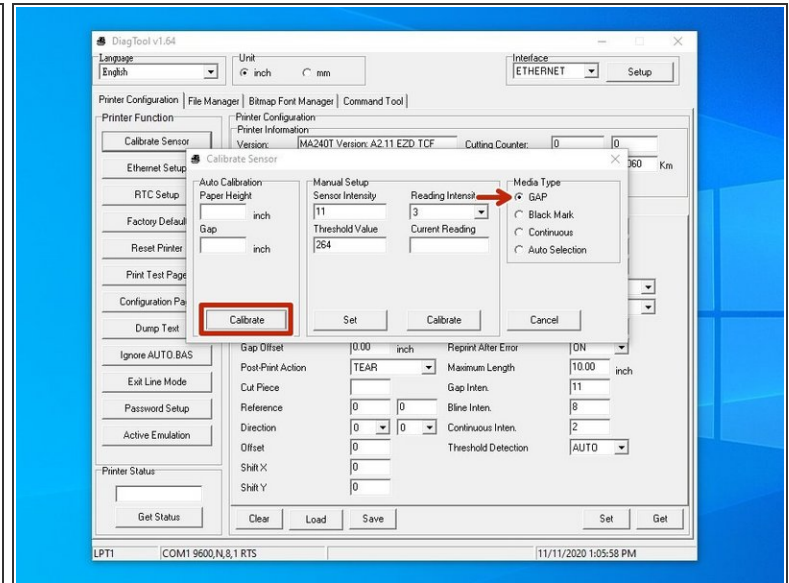 DiagTool v1.64
Language
English
Unit
inch
mm
Interface
ETHERNET
Setup
Printer Configuration
File Manager
Bitmap Font Manager
Command Tool
Printer Function
Calibrate Sensor
Ethernet Setup
RTC Setup
Reset Printer
Print Test Page
Dump Text
Ignore AUTO.BAS
Exit Line Mode
Password Setup
Active Emulation
Printer Status
Get Status
Printer Configuration
Printer Information
Version:
MA240T Version: A2.11 EZD TCF
Cutting Counter:
0
0
Km
Calibrate Sensor
Auto Calibration
Paper Height
inch
Gap
inch
Calibrate
Manual Setup
Sensor Intensity
11
Threshold Value
264
Reading
3
Current Reading
Set
Calibrate
Media Type
GAP
Black Mark
Continuous
Auto Selection
Cancel
Gap Offset
0.00
inch
Post-Print Action
TEAR
Cut Piece
Reference
0
0
Direction
0
0
Offset
0
Shift X
0
Shift Y
0
Reprint After Error
ON
Maximum Length
10.00
inch
Gap Inten.
11
Bline Inten.
8
Continuous Inten.
2
Threshold Detection
AUTO
Clear
Load
Save
Set
Get
LPT1
COM1 9600,N,8,1 RTS
11/11/2020 1:05:58 PM